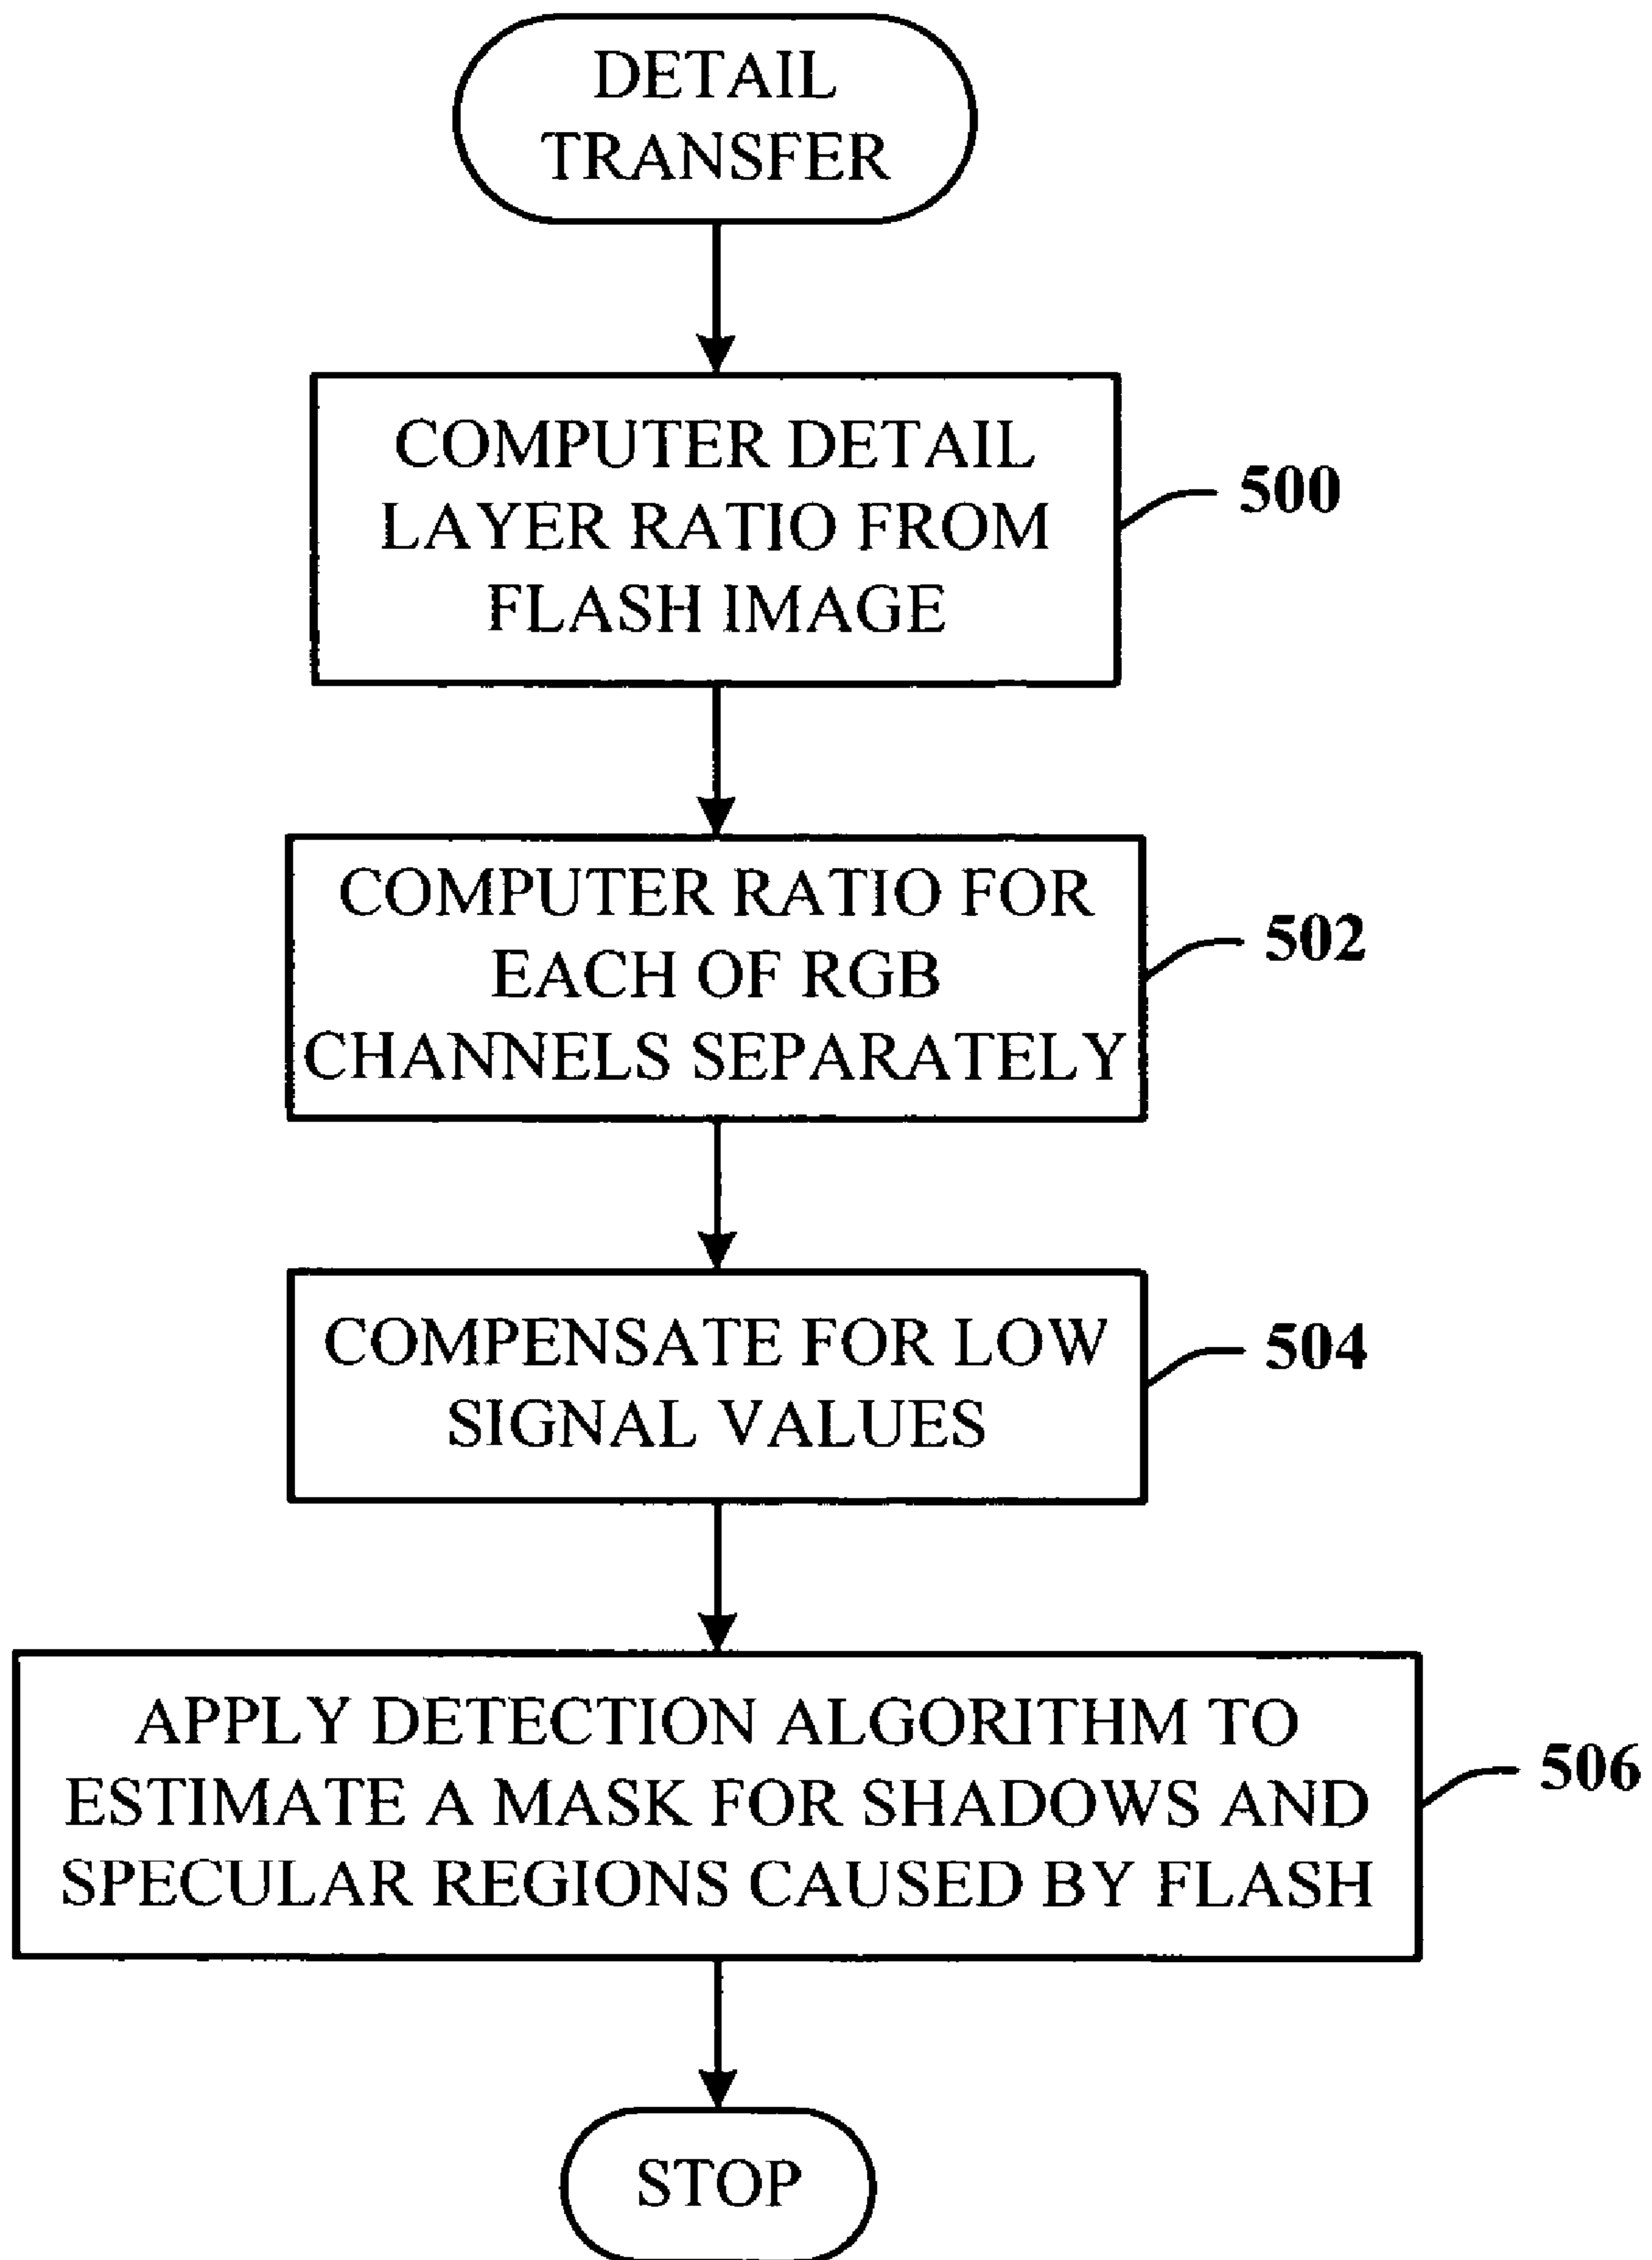 DETAIL
TRANSFER
COMPUTER DETAIL
LAYER RATIO FROM
FLASH IMAGE
500
COMPUTER RATIO FOR
EACH OF RGB
CHANNELS SEPARATELY
502
COMPENSATE FOR LOW
SIGNAL VALUES
504
APPLY DETECTION ALGORITHM TO
ESTIMATE A MASK FOR SHADOWS AND
SPECULAR REGIONS CAUSED BY FLASH
506
STOP